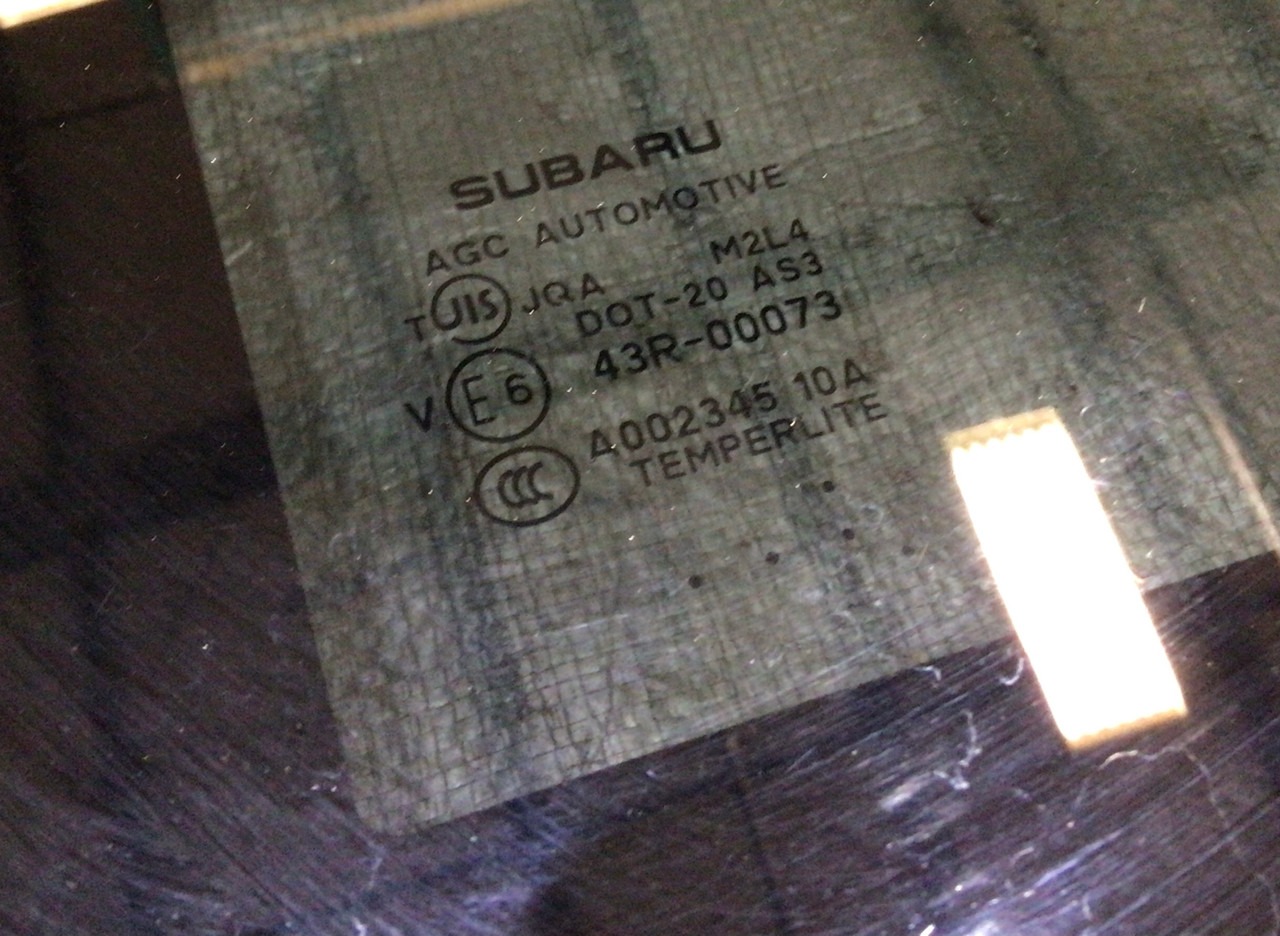 SUBARU
AGC AUTOMOTIVE
M2L4
T JIS JQA
DOT-20 AS3
V E6 43R-00073
CCC A002345 10A
TEMPERLITE